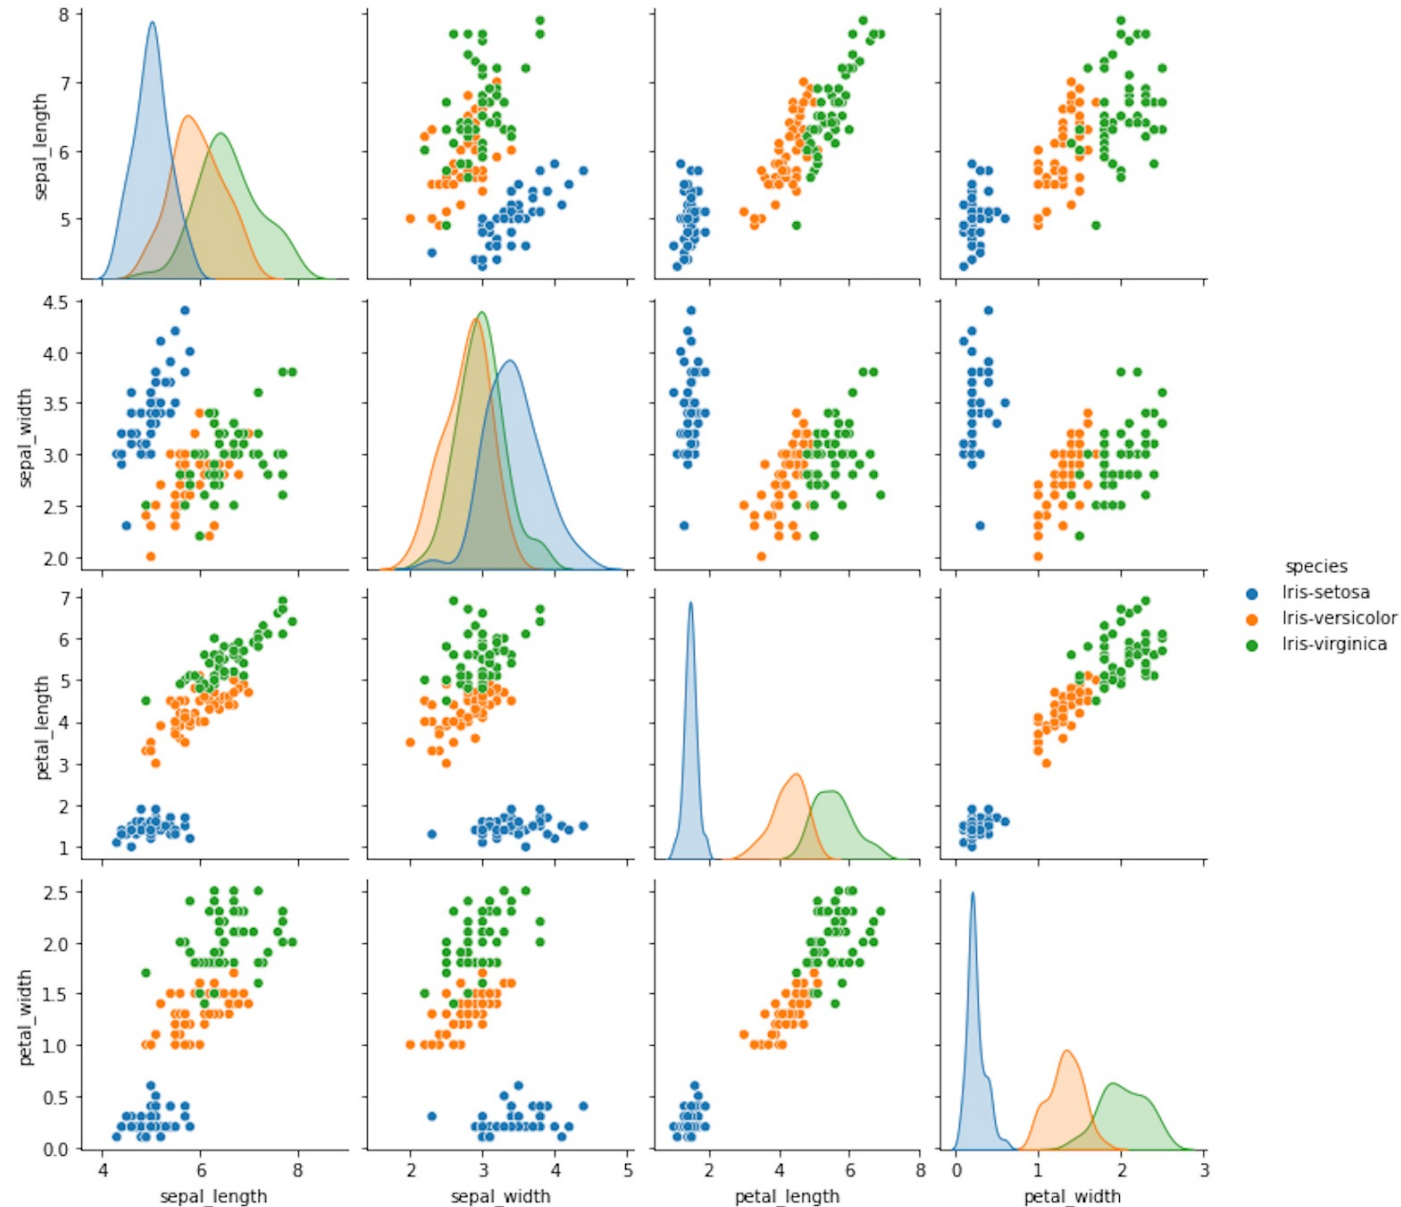 8
7
6
5
sepal_length
4.5
4.0
3.5
3.0
2.5
2.0
sepal_width
species
Iris-setosa
Iris-versicolor
Iris-virginica
7
6
5
4
3
2
1
petal_length
2.5
2.0
1.5
1.0
0.5
0.0
petal_width
4 6 8 2 3 4 5 2 4 6 8 0 1 2 3
sepal_length sepal_width petal_length petal_width